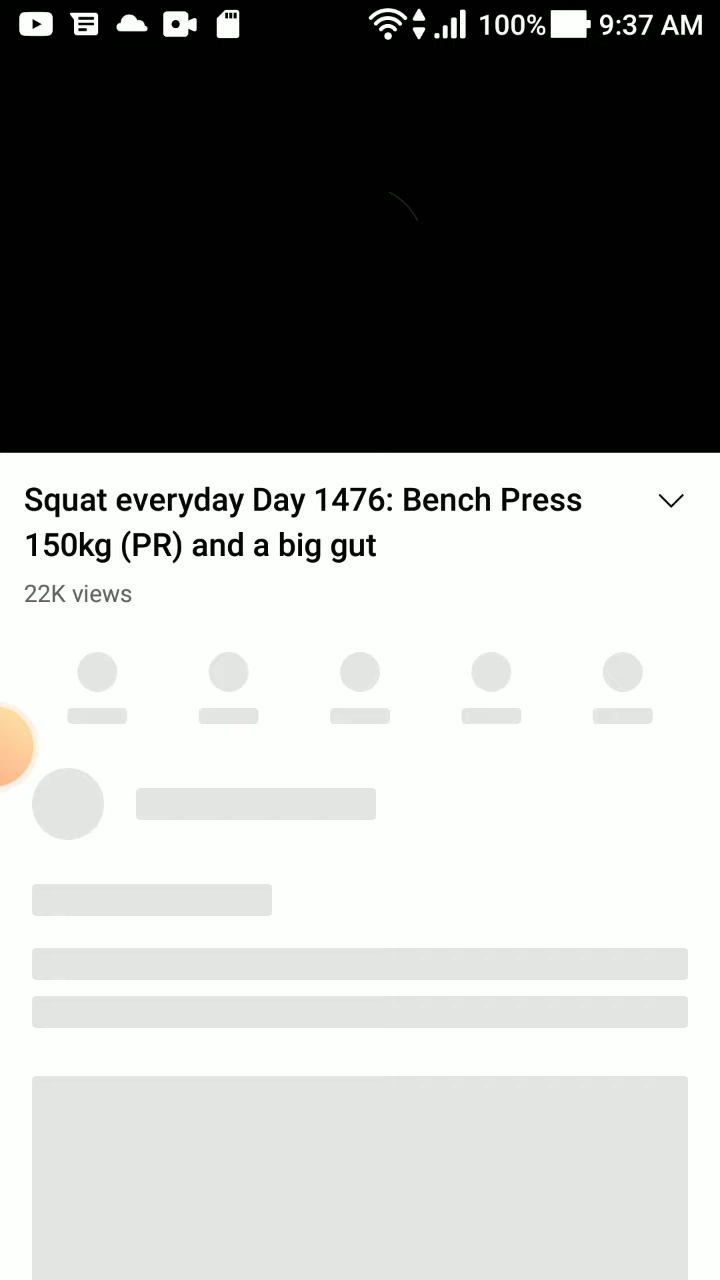 100% 9:37 AM
Squat everyday Day 1476: Bench Press
150kg (PR) and a big gut
22K views